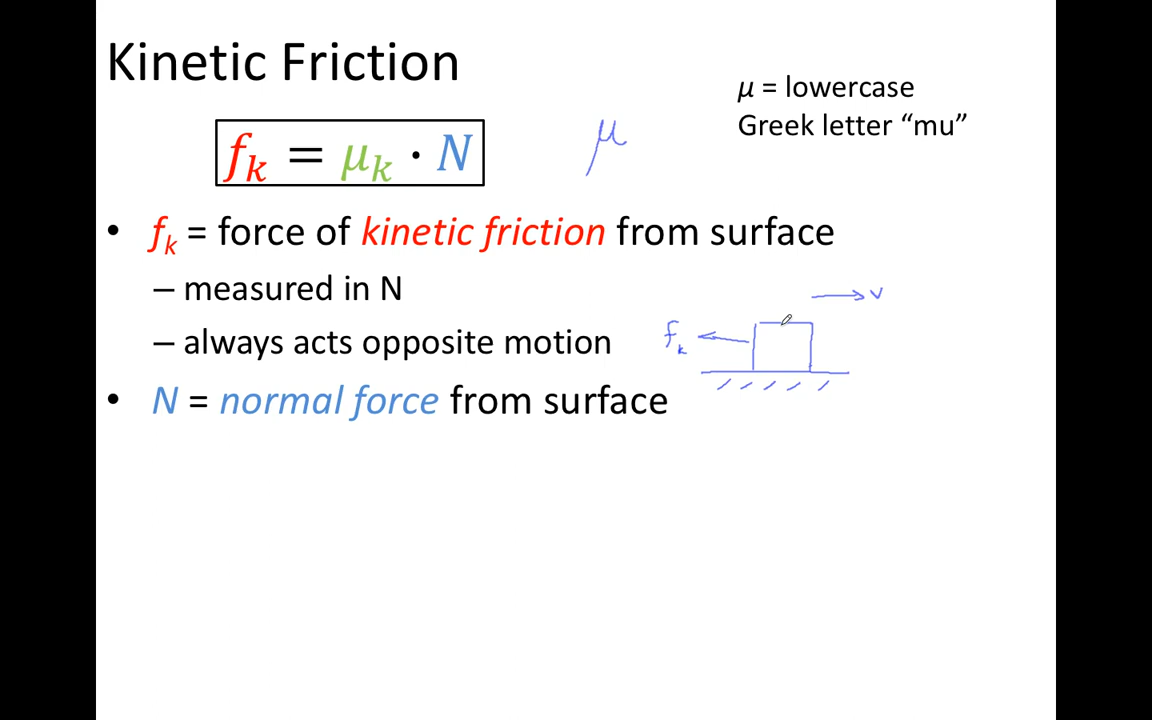 Kinetic Friction
μ = lowercase
Greek letter “mu”
f_k = μ_k · N
μ
• f_k = force of kinetic friction from surface
– measured in N
v
– always acts opposite motion
f_k
• N = normal force from surface